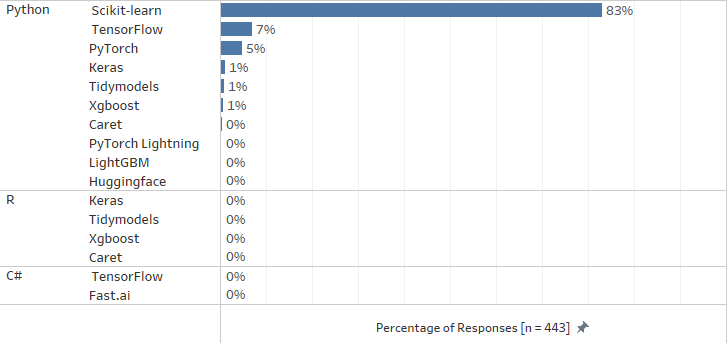 Python Scikit-learn 83%
TensorFlow 7%
PyTorch 5%
Keras 1%
Tidymodels 1%
Xgboost 1%
Caret 0%
PyTorch Lightning 0%
LightGBM 0%
Huggingface 0%
R Keras 0%
Tidymodels 0%
Xgboost 0%
Caret 0%
C# TensorFlow 0%
Fast.ai 0%
Percentage of Responses [n = 443]